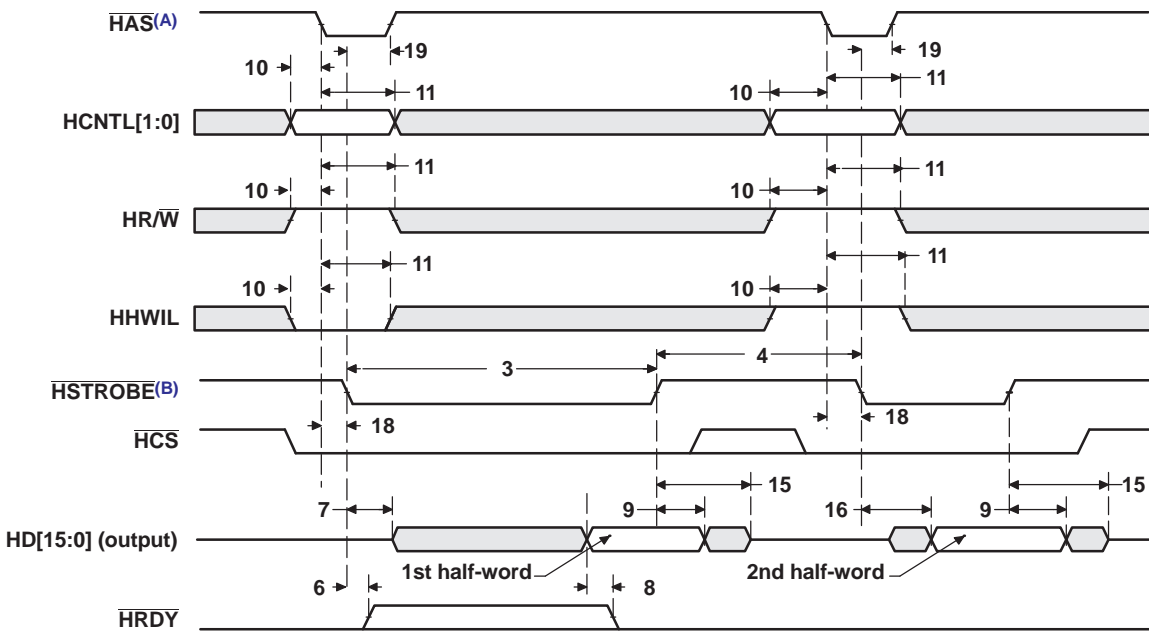 HAS(A)
19
19
10
11
10
11
HCNTL[1:0]
11
11
10
10
HR/W
11
11
10
10
HHWIL
3
4
HSTROBE(B)
18
18
HCS
15
15
7
9
16
9
HD[15:0] (output)
1st half-word
2nd half-word
6
8
HRDY